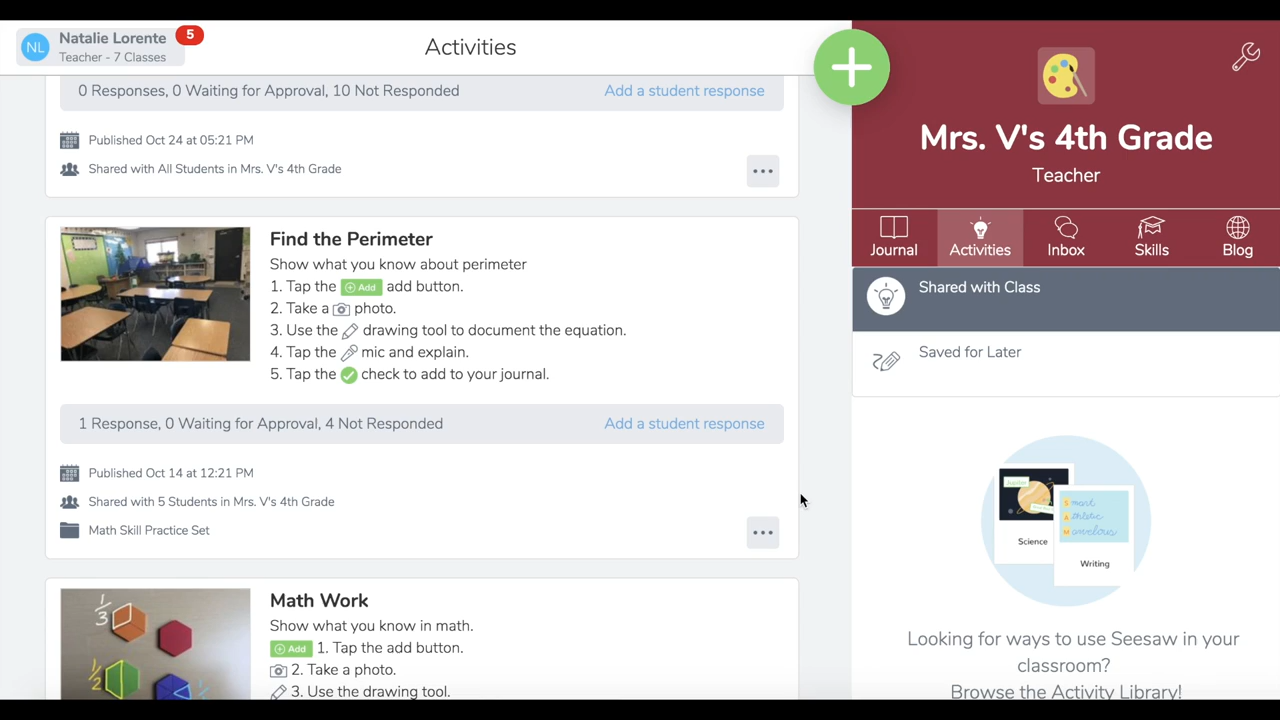 NL
Natalie Lorente
Teacher - 7 Classes
5
Activities
0 Responses, 0 Waiting for Approval, 10 Not Responded
Add a student response
Published Oct 24 at 05:21 PM
Shared with All Students in Mrs. V's 4th Grade
Find the Perimeter
Show what you know about perimeter
1. Tap the Add add button.
2. Take a photo.
3. Use the drawing tool to document the equation.
4. Tap the mic and explain.
5. Tap the check to add to your journal.
1 Response, 0 Waiting for Approval, 4 Not Responded
Add a student response
Published Oct 14 at 12:21 PM
Shared with 5 Students in Mrs. V's 4th Grade
Math Skill Practice Set
1/3
1/2
Math Work
Show what you know in math.
Add 1. Tap the add button.
2. Take a photo.
3. Use the drawing tool.
Mrs. V's 4th Grade
Teacher
Journal
Activities
Inbox
Skills
Blog
Shared with Class
Saved for Later
Jupiter
Science
Smart
Athletic
Writing
Looking for ways to use Seesaw in your
classroom?
Browse the Activity Library!